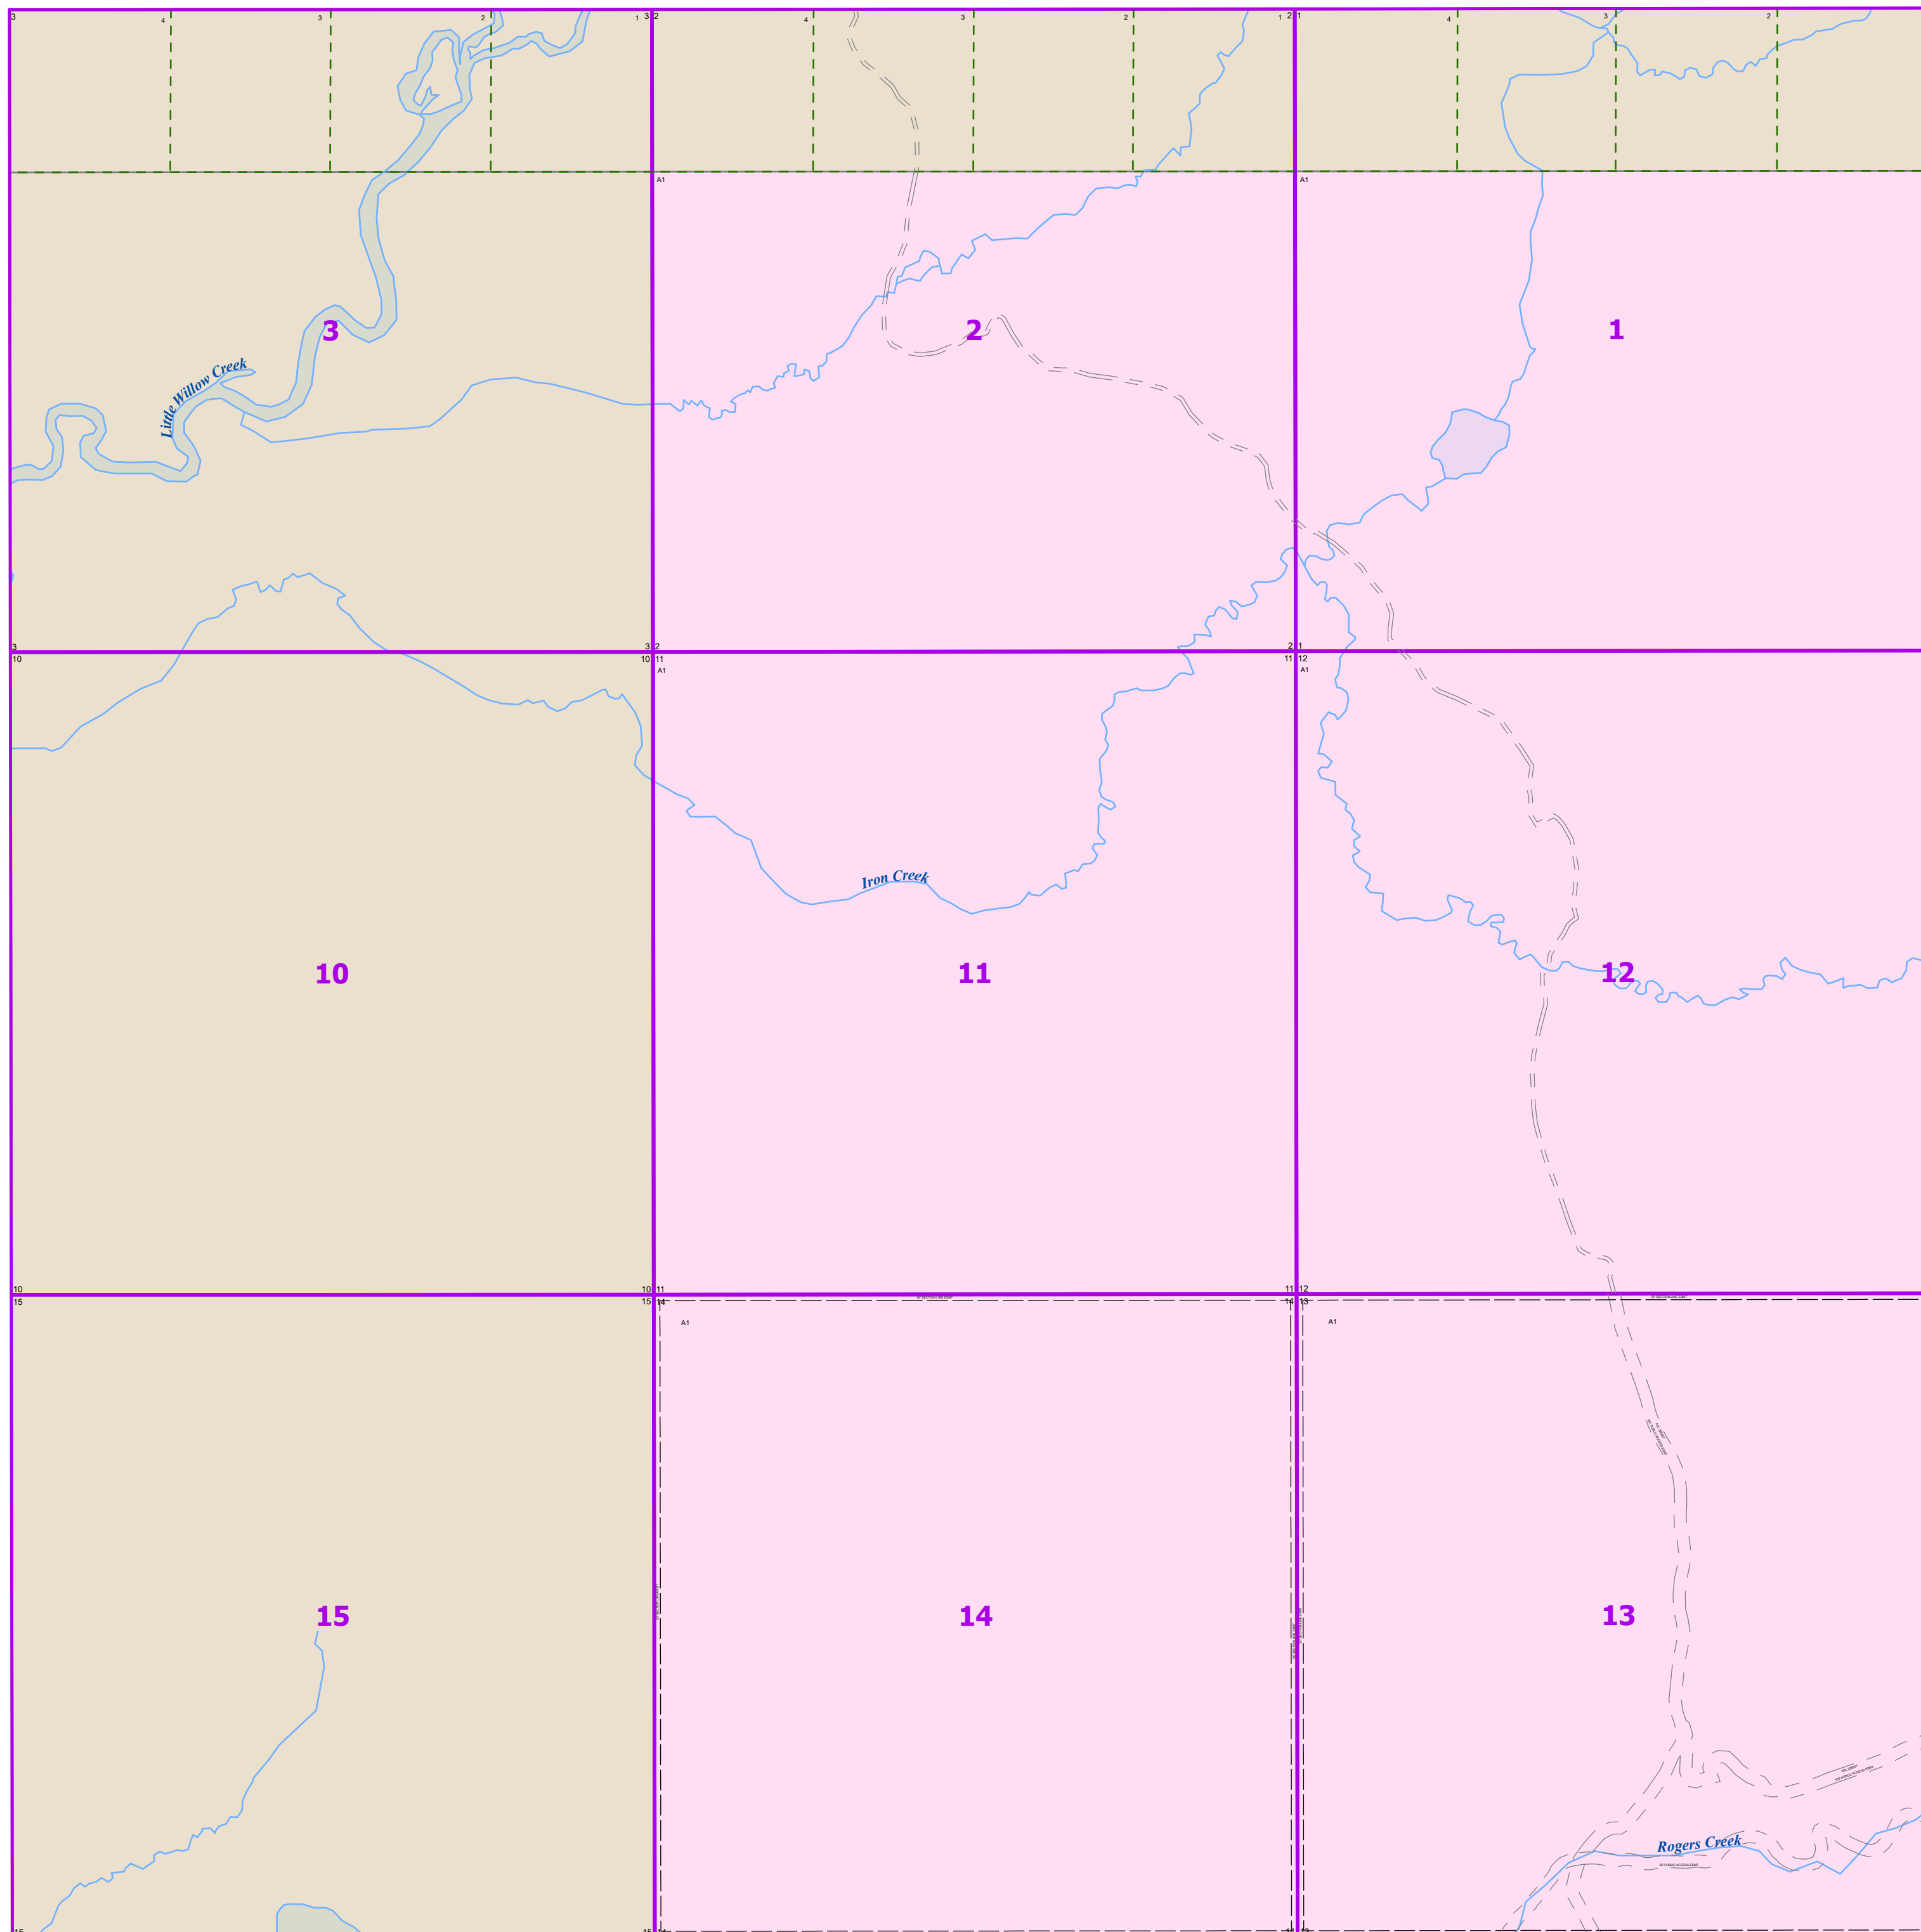 3 4 3 2 1 3 2 4 3 2 1 2 1 4 3 2
A1 A1
3 2 1
Little Willow Creek
3 3 2 2 1
10 10 11 11 12
A1 A1
Iron Creek
10 11 12
10 10 11 11 12
15 15 14 14 13
A1 A1
15 14 13
Rogers Creek